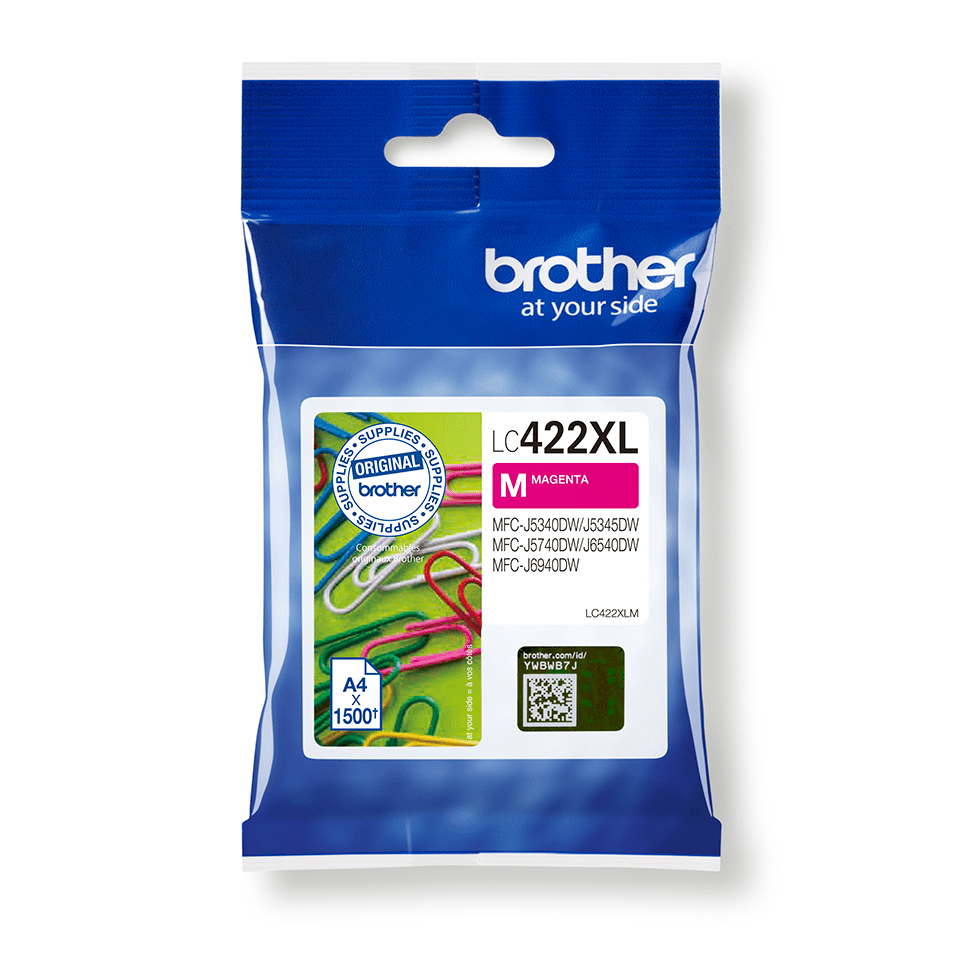 brother
at your side
SUPPLIES • SUPPLIES • SUPPLIES • SUPPLIES •
ORIGINAL
brother
Consommables
originaux Brother
A4
x
1500†
at your side = à vos côtés
LC422XL
M MAGENTA
MFC-J5340DW/J5345DW
MFC-J5740DW/J6540DW
MFC-J6940DW
LC422XLM
brother.com/id/
YWBWB7J